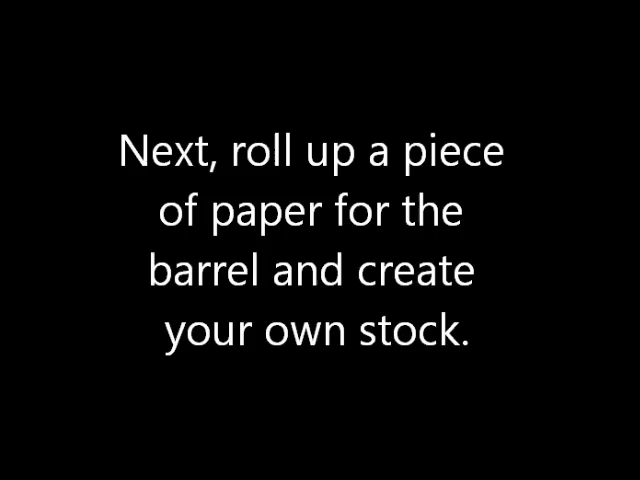 Next, roll up a piece
of paper for the
barrel and create
your own stock.